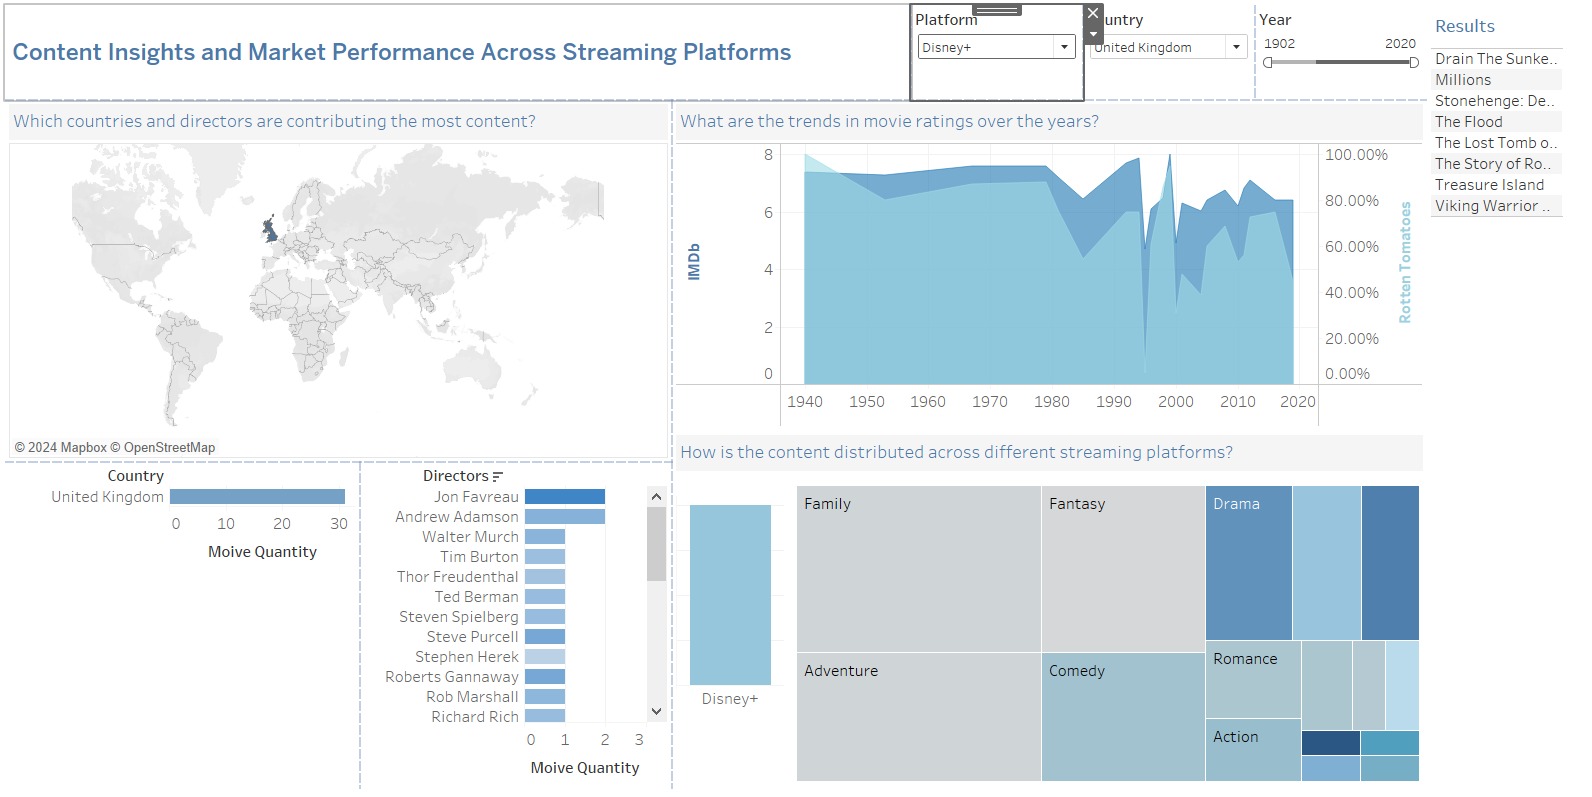 Content Insights and Market Performance Across Streaming Platforms
Platform
Disney+
untry
United Kingdom
Year
1902 2020
Results
Drain The Sunke..
Millions
Stonehenge: De..
The Flood
The Lost Tomb o..
The Story of Ro..
Treasure Island
Viking Warrior ..
Which countries and directors are contributing the most content?
© 2024 Mapbox © OpenStreetMap
What are the trends in movie ratings over the years?
IMDb
8
6
4
2
0
100.00%
80.00%
60.00%
40.00%
20.00%
0.00%
Rotten Tomatoes
1940 1950 1960 1970 1980 1990 2000 2010 2020
Country
United Kingdom
0 10 20 30
Moive Quantity
Directors
Jon Favreau
Andrew Adamson
Walter Murch
Tim Burton
Thor Freudenthal
Ted Berman
Steven Spielberg
Steve Purcell
Stephen Herek
Roberts Gannaway
Rob Marshall
Richard Rich
0 1 2 3
Moive Quantity
How is the content distributed across different streaming platforms?
Disney+
Family
Fantasy
Drama
Adventure
Comedy
Romance
Action